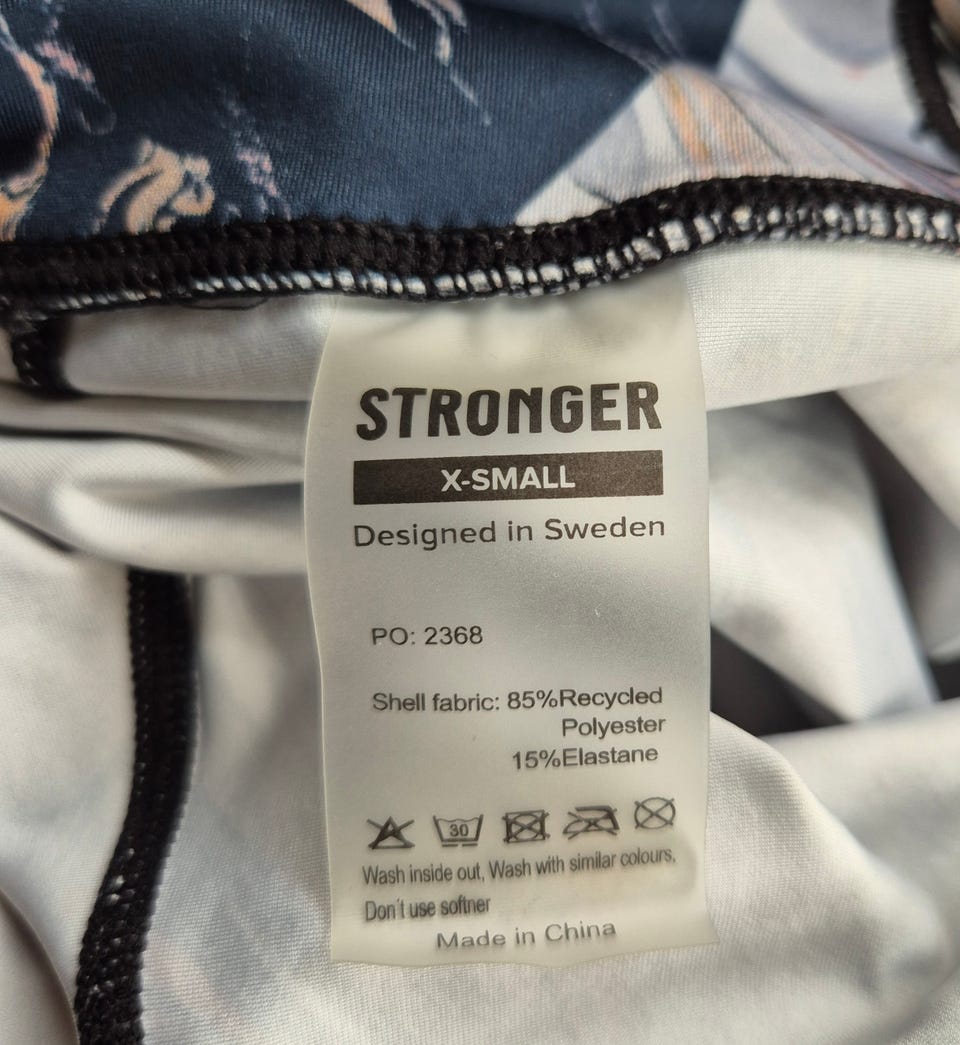 STRONGER
X-SMALL
Designed in Sweden
PO: 2368
Shell fabric: 85%Recycled
Polyester
15%Elastane
30
Wash inside out, Wash with similar colours,
Don't use softner
Made in China